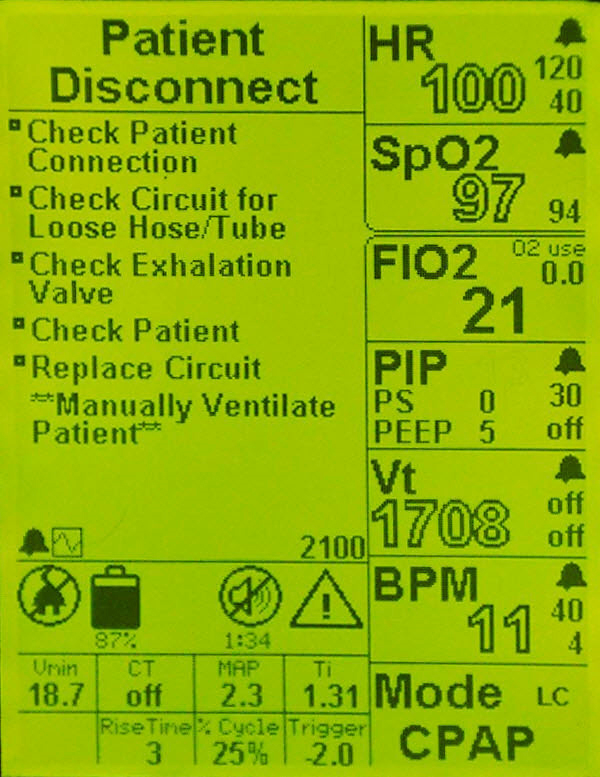 Patient
Disconnect
Check Patient
Connection
Check Circuit for
Loose Hose/Tube
Check Exhalation
Valve
Check Patient
Replace Circuit
**Manually Ventilate
Patient**
2100
87%
1:34
Vmin
18.7
CT
off
MAP
2.3
Ti
1.31
RiseTime
3
% Cycle
25%
Trigger
-2.0
HR
100
120
40
SpO2
97
94
FIO2
O2 use
0.0
21
PIP
30
PS 0
PEEP 5
off
Vt
1708
off
off
BPM
11
40
4
Mode LC
CPAP